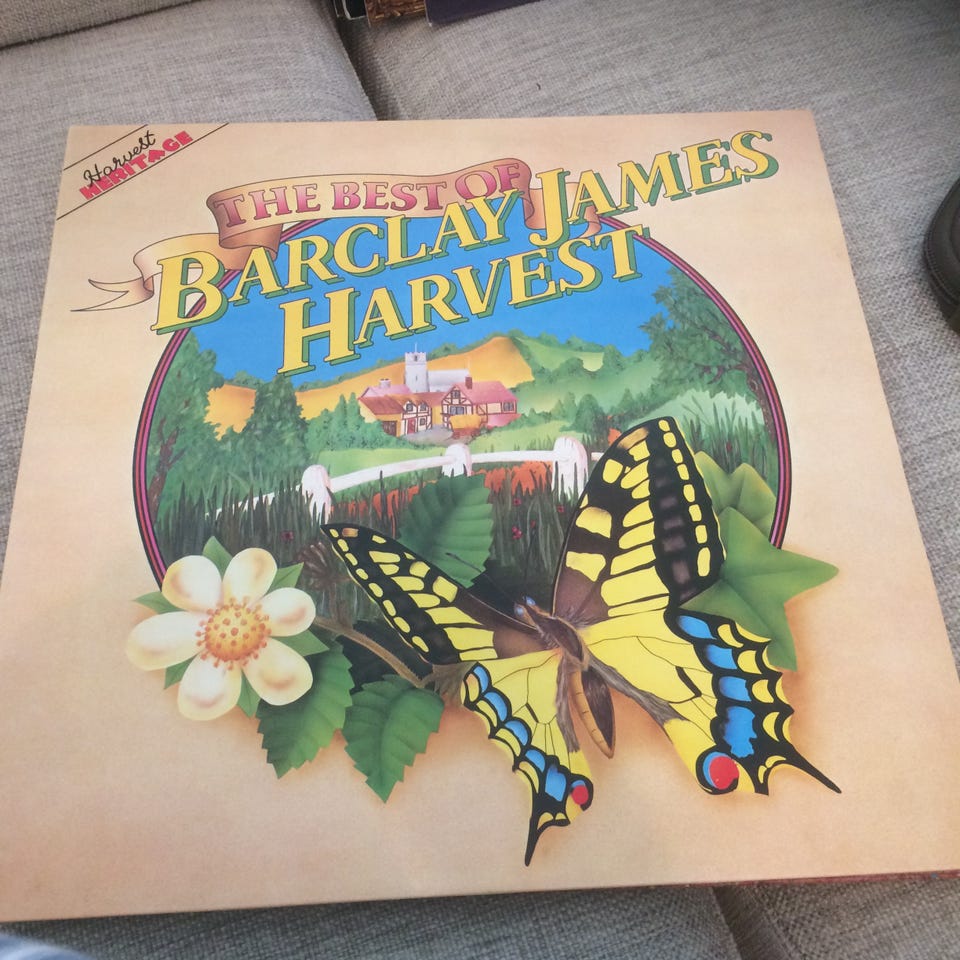 Harvest
HERITAGE
THE BEST OF
BARCLAY JAMES
HARVEST